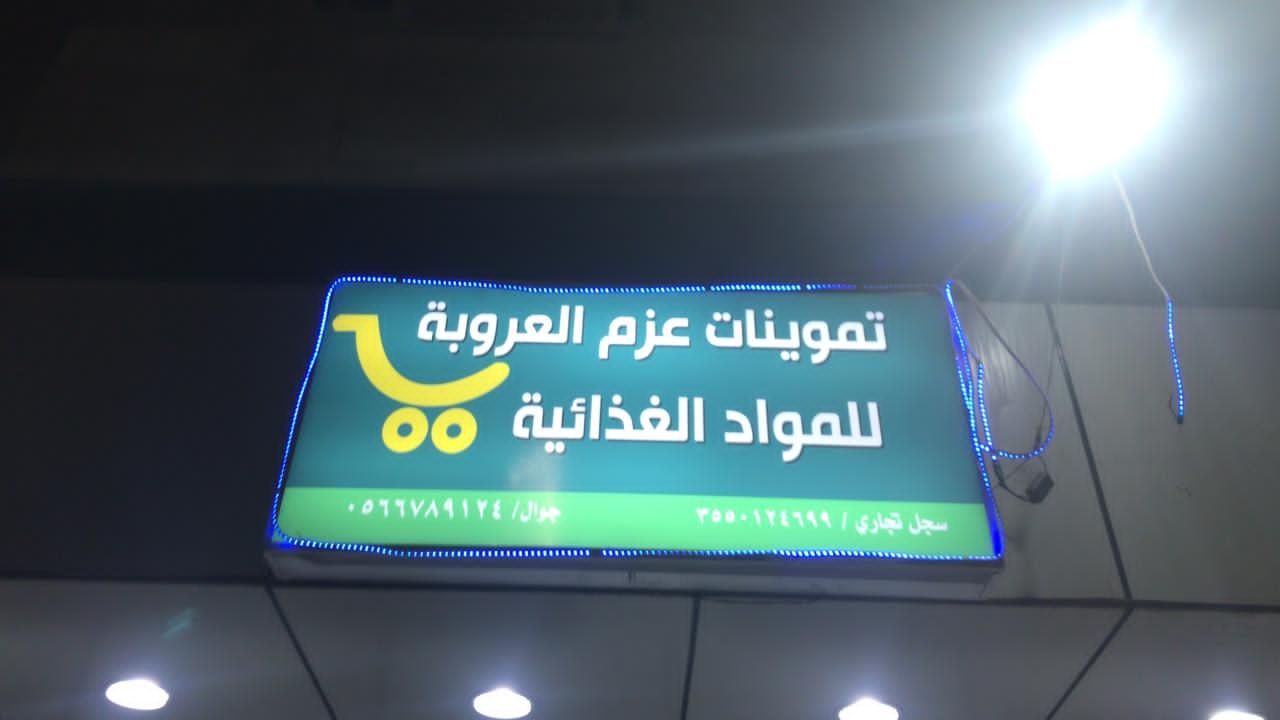 تموينات عزم العروبة
للمواد الغذائية
سجل تجاري / ٣٥٥٠١٢٤٦٩٩ جوال/ ٠٥٦٦٧٨٩١٢٤